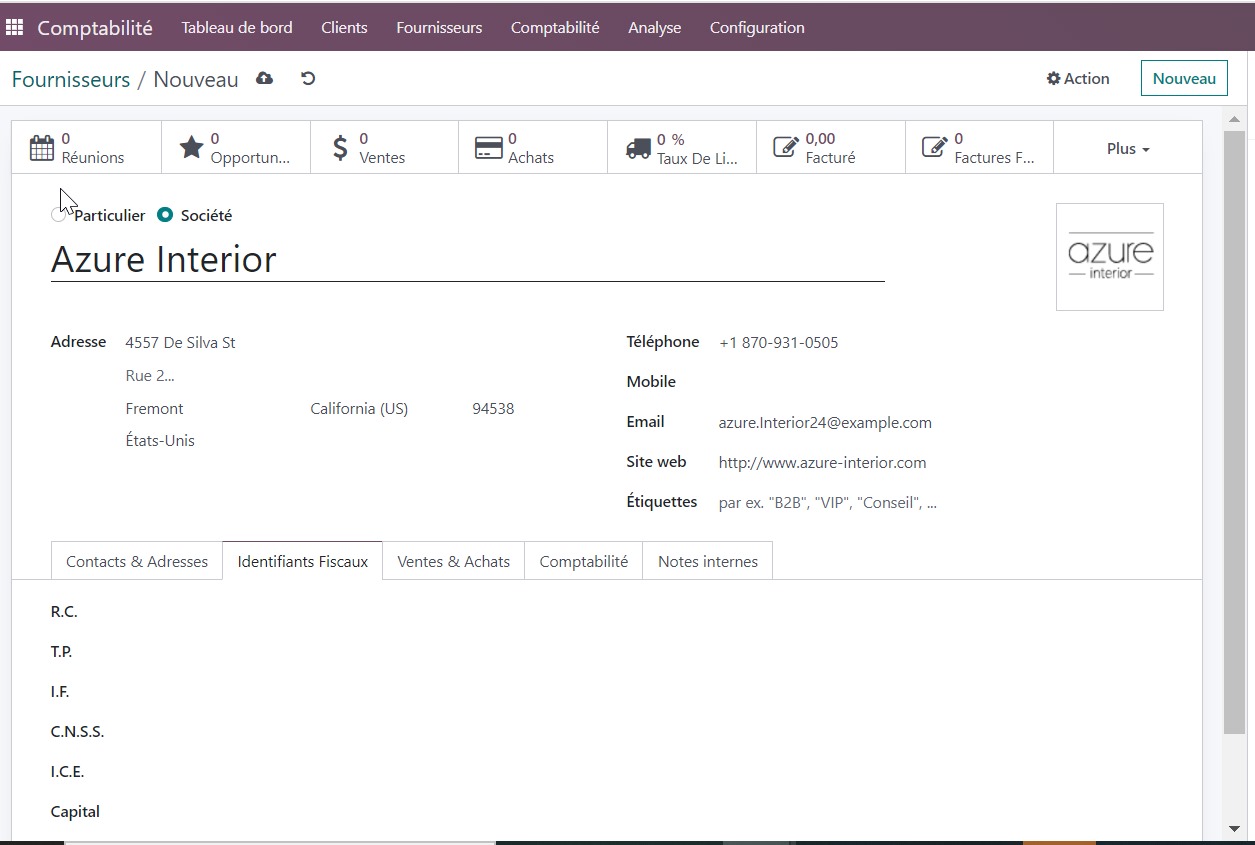 Comptabilité Tableau de bord Clients Fournisseurs Comptabilité Analyse Configuration
Fournisseurs / Nouveau Action Nouveau
0 Réunions
0 Opportun...
0 Ventes
0 Achats
0 % Taux De Li...
0,00 Facturé
0 Factures F...
Plus
Particulier Société
Azure Interior
azure
interior
Adresse 4557 De Silva St
Rue 2...
Fremont California (US) 94538
États-Unis
Téléphone +1 870-931-0505
Mobile
Email azure.Interior24@example.com
Site web http://www.azure-interior.com
Étiquettes par ex. "B2B", "VIP", "Conseil", ...
Contacts & Adresses Identifiants Fiscaux Ventes & Achats Comptabilité Notes internes
R.C.
T.P.
I.F.
C.N.S.S.
I.C.E.
Capital